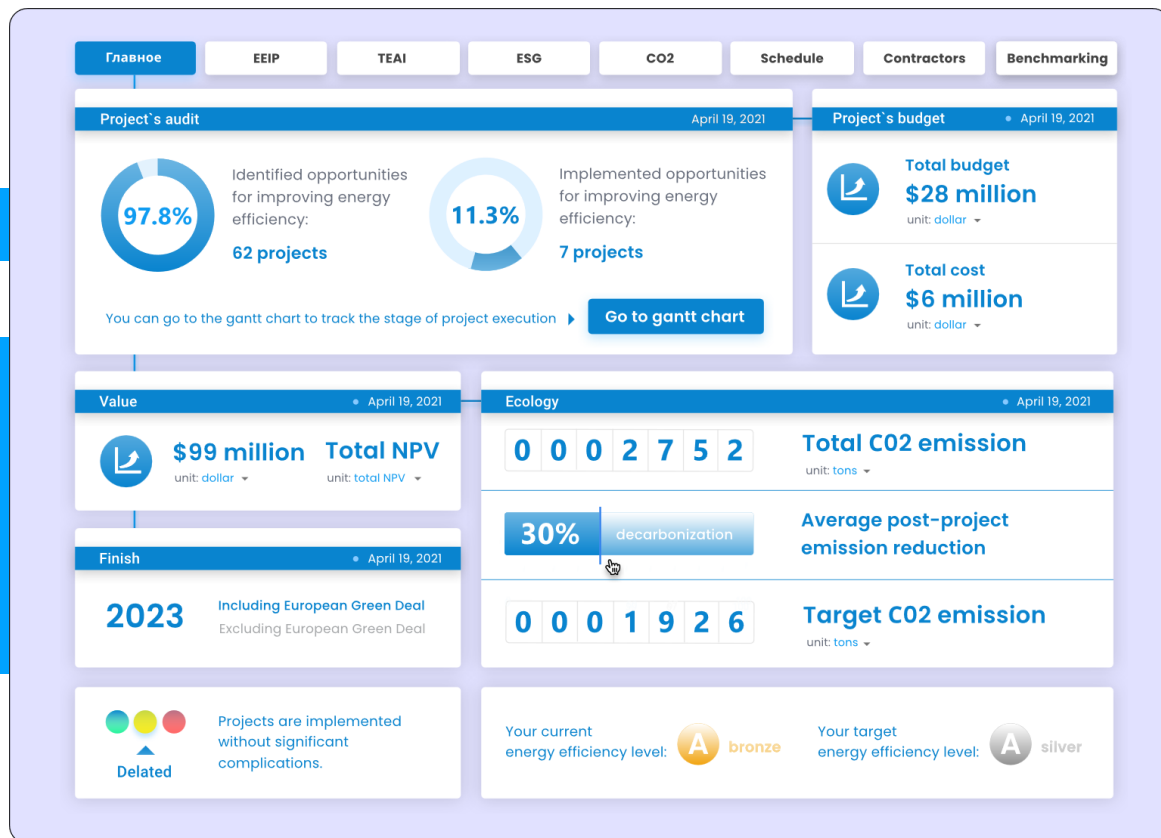 Главное
EEIP
TEAI
ESG
CO2
Schedule
Contractors
Benchmarking
Project`s audit
April 19, 2021
97.8%
Identified opportunities
for improving energy
efficiency:
62 projects
11.3%
Implemented opportunities
for improving energy
efficiency:
7 projects
You can go to the gantt chart to track the stage of project execution
Go to gantt chart
Project`s budget
April 19, 2021
Total budget
$28 million
unit: dollar
Total cost
$6 million
unit: dollar
Value
April 19, 2021
$99 million
unit: dollar
Total NPV
unit: total NPV
Ecology
April 19, 2021
0 0 0 2 7 5 2
Total C02 emission
unit: tons
30%
decarbonization
Average post-project
emission reduction
0 0 0 1 9 2 6
Target C02 emission
unit: tons
Finish
April 19, 2021
2023
Including European Green Deal
Excluding European Green Deal
Delated
Projects are implemented
without significant
complications.
Your current
energy efficiency level:
A
bronze
Your target
energy efficiency level:
A
silver